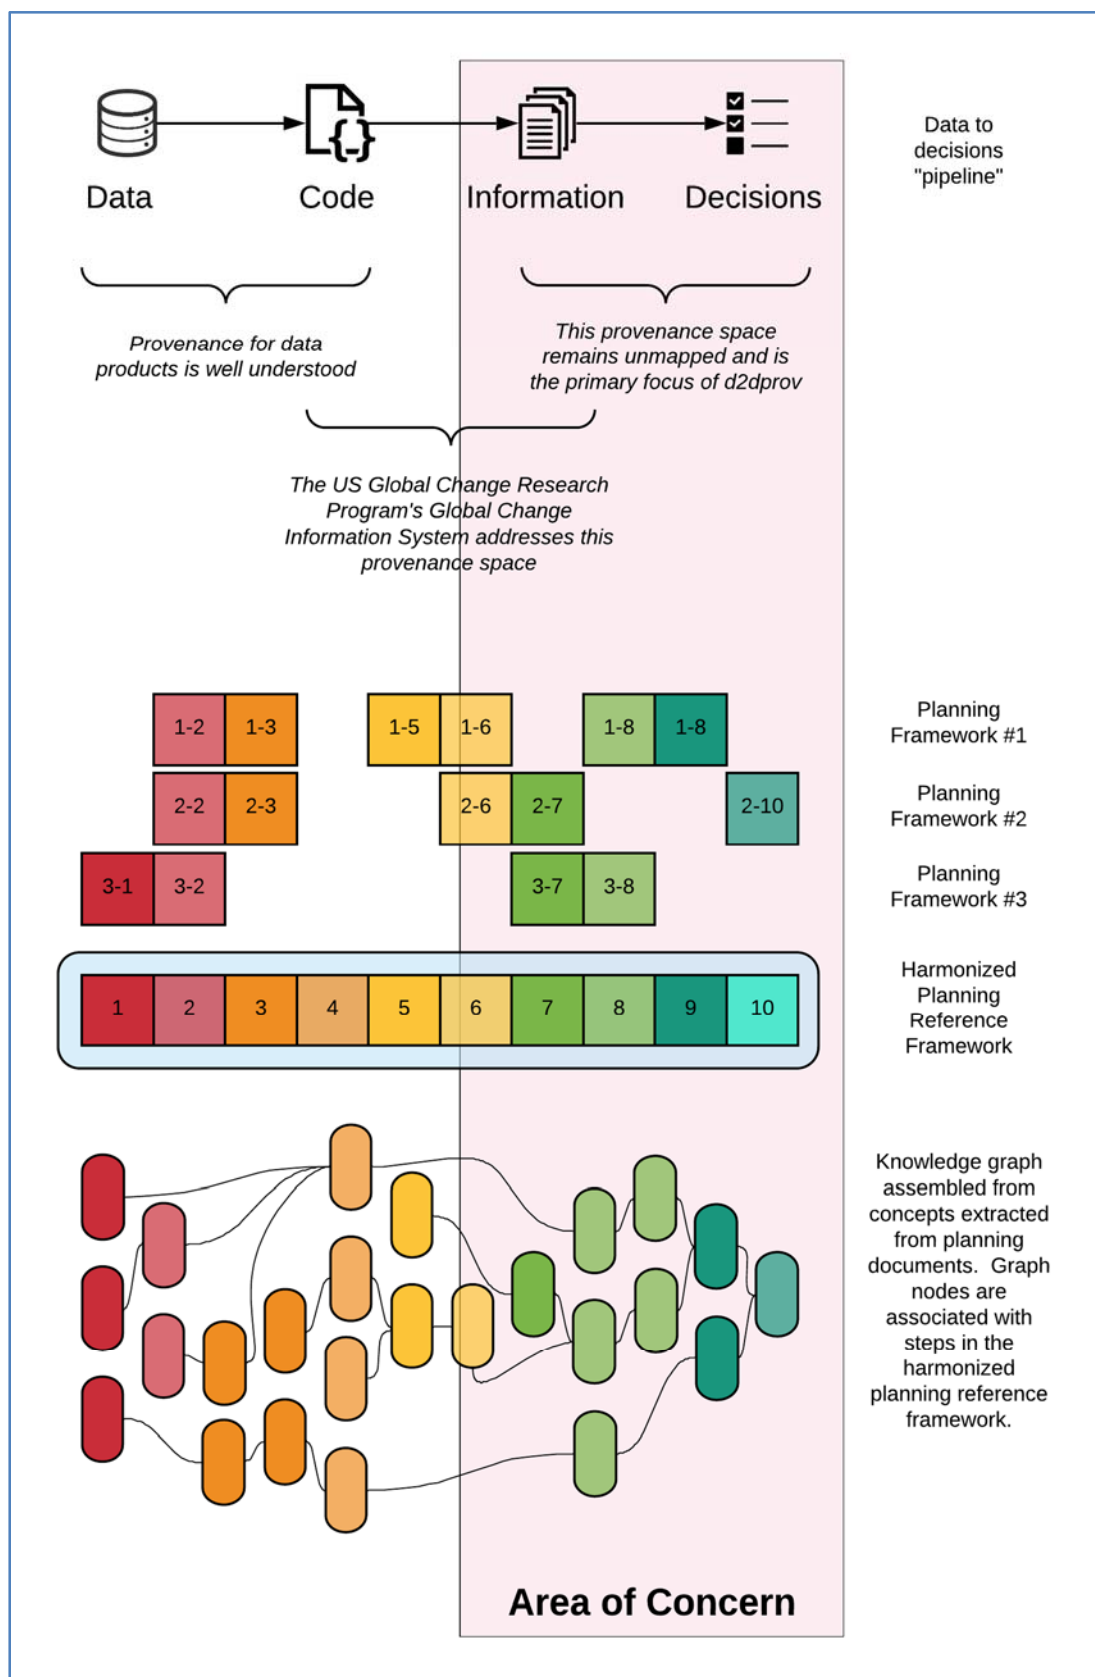 Data
Code
Information
Decisions
Data to
decisions
"pipeline"
Provenance for data
products is well understood
This provenance space
remains unmapped and is
the primary focus of d2dprov
The US Global Change Research
Program's Global Change
Information System addresses this
provenance space
1-2
1-3
1-5
1-6
1-8
1-8
Planning
Framework #1
2-2
2-3
2-6
2-7
2-10
Planning
Framework #2
3-1
3-2
3-7
3-8
Planning
Framework #3
1
2
3
4
5
6
7
8
9
10
Harmonized
Planning
Reference
Framework
Knowledge graph
assembled from
concepts extracted
from planning
documents.  Graph
nodes are
associated with
steps in the
harmonized
planning reference
framework.
Area of Concern